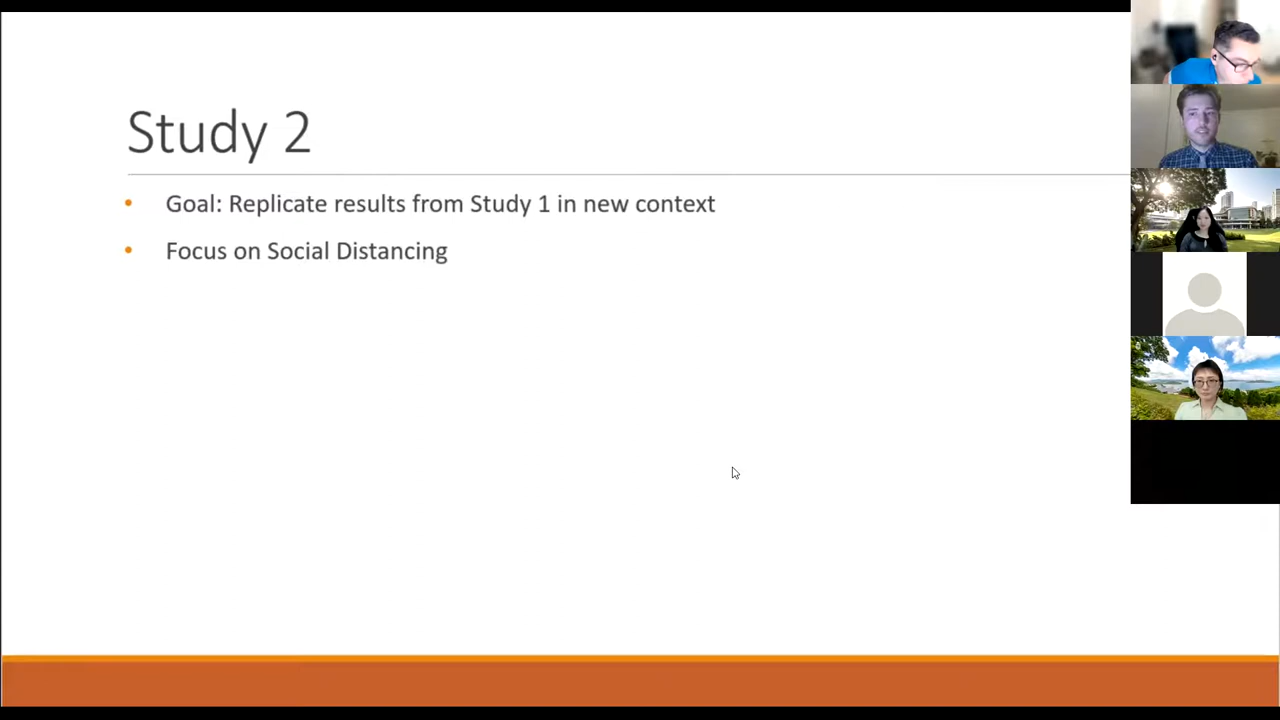 Study 2
• Goal: Replicate results from Study 1 in new context
• Focus on Social Distancing